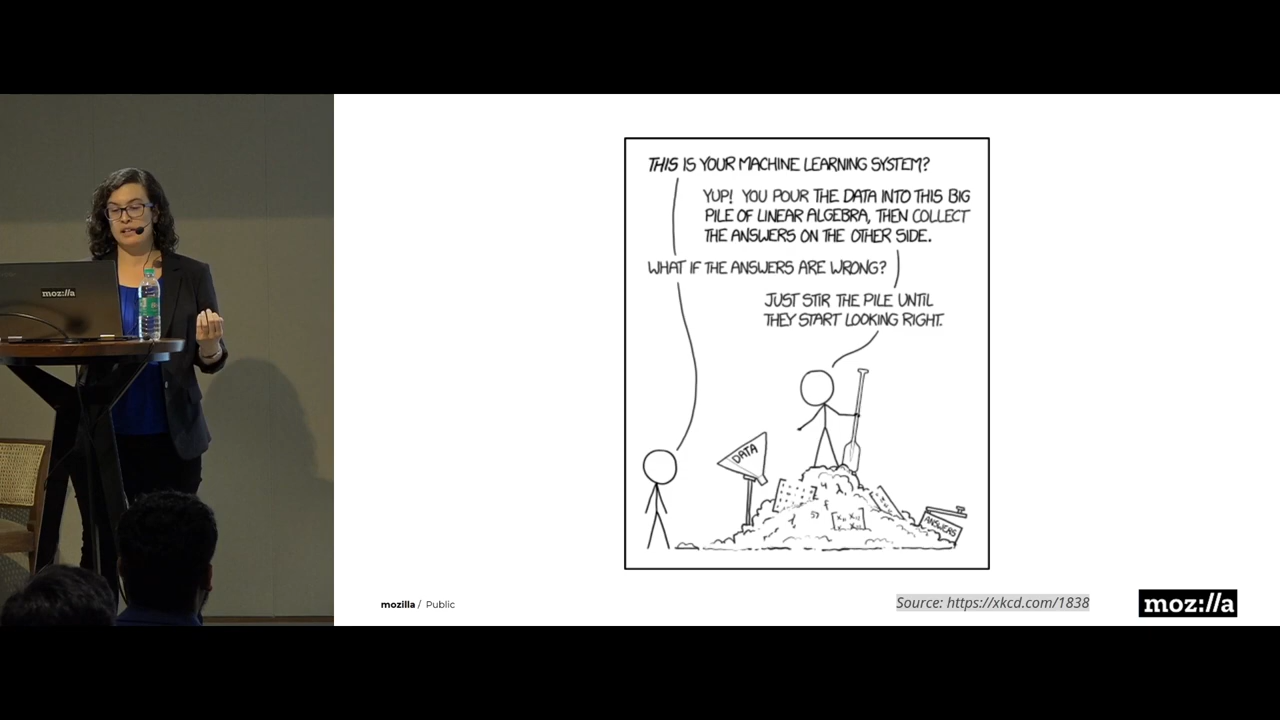 moz://a
THIS IS YOUR MACHINE LEARNING SYSTEM?
YUP! YOU POUR THE DATA INTO THIS BIG
PILE OF LINEAR ALGEBRA, THEN COLLECT
THE ANSWERS ON THE OTHER SIDE.
WHAT IF THE ANSWERS ARE WRONG?
JUST STIR THE PILE UNTIL
THEY START LOOKING RIGHT.
DATA
ANSWERS
mozilla / Public
Source: https://xkcd.com/1838
moz://a